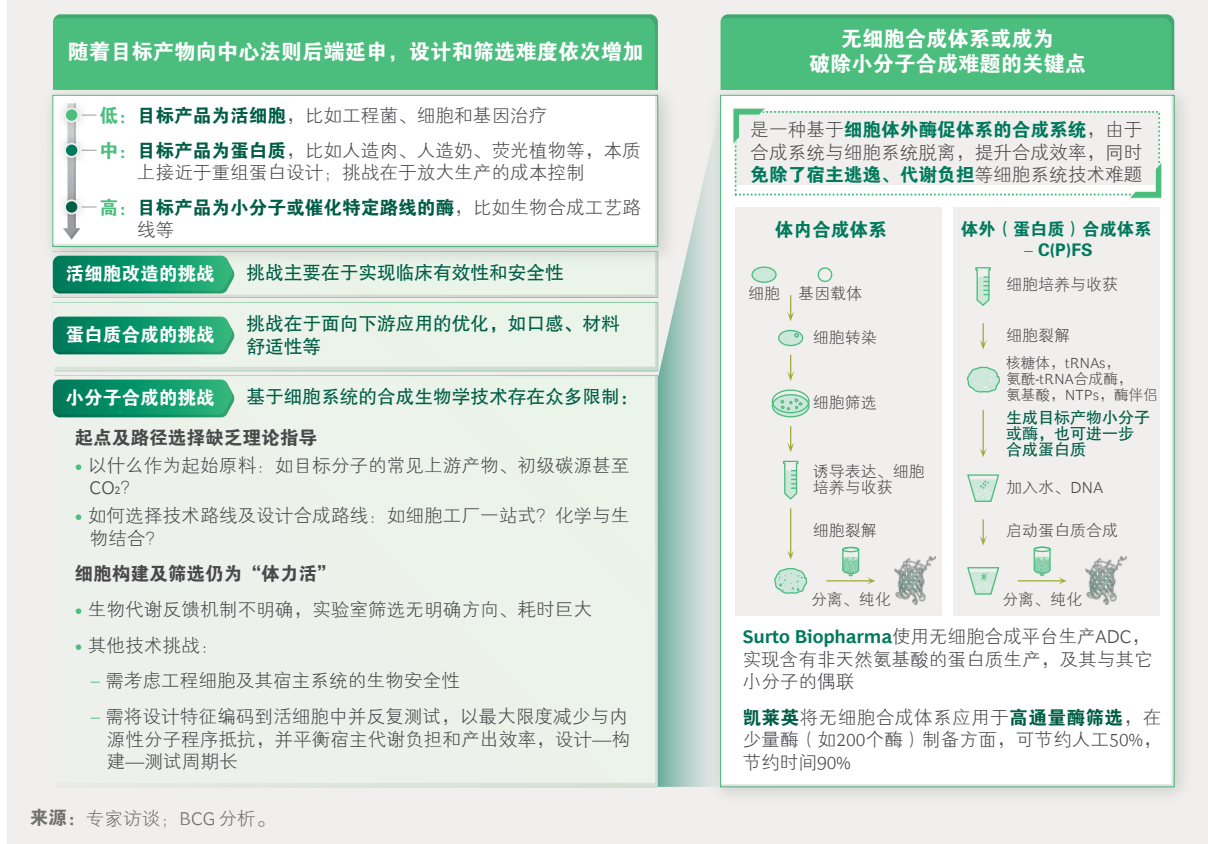 随着目标产物向中心法则后端延申，设计和筛选难度依次增加
低：目标产品为活细胞，比如工程菌、细胞和基因治疗
中：目标产品为蛋白质，比如人造肉、人造奶、荧光植物等，本质
上接近于重组蛋白设计；挑战在于放大生产的成本控制
高：目标产品为小分子或催化特定路线的酶，比如生物合成工艺路
线等
活细胞改造的挑战
挑战主要在于实现临床有效性和安全性
蛋白质合成的挑战
挑战在于面向下游应用的优化，如口感、材料
舒适性等
小分子合成的挑战
基于细胞系统的合成生物学技术存在众多限制：
起点及路径选择缺乏理论指导
• 以什么作为起始原料：如目标分子的常见上游产物、初级碳源甚至
CO₂？
• 如何选择技术路线及设计合成路线：如细胞工厂一站式？化学与生
物结合？
细胞构建及筛选仍为“体力活”
• 生物代谢反馈机制不明确，实验室筛选无明确方向、耗时巨大
• 其他技术挑战：
– 需考虑工程细胞及其宿主系统的生物安全性
– 需将设计特征编码到活细胞中并反复测试，以最大限度减少与内
源性分子程序抵抗，并平衡宿主代谢负担和产出效率，设计—构
建—测试周期长
无细胞合成体系或成为
破除小分子合成难题的关键点
是一种基于细胞体外酶促体系的合成系统，由于
合成系统与细胞系统脱离，提升合成效率，同时
免除了宿主逃逸、代谢负担等细胞系统技术难题
体内合成体系
细胞
基因载体
细胞转染
细胞筛选
诱导表达、细胞
培养与收获
细胞裂解
分离、纯化
体外（蛋白质）合成体系
– C(P)FS
细胞培养与收获
细胞裂解
核糖体，tRNAs，
氨酰-tRNA合成酶，
氨基酸，NTPs，酶伴侣
生成目标产物小分子
或酶，也可进一步
合成蛋白质
加入水、DNA
启动蛋白质合成
分离、纯化
Surto Biopharma使用无细胞合成平台生产ADC，
实现含有非天然氨基酸的蛋白质生产，及其与其它
小分子的偶联
凯莱英将无细胞合成体系应用于高通量酶筛选，在
少量酶（如200个酶）制备方面，可节约人工50%，
节约时间90%
来源：专家访谈；BCG分析。